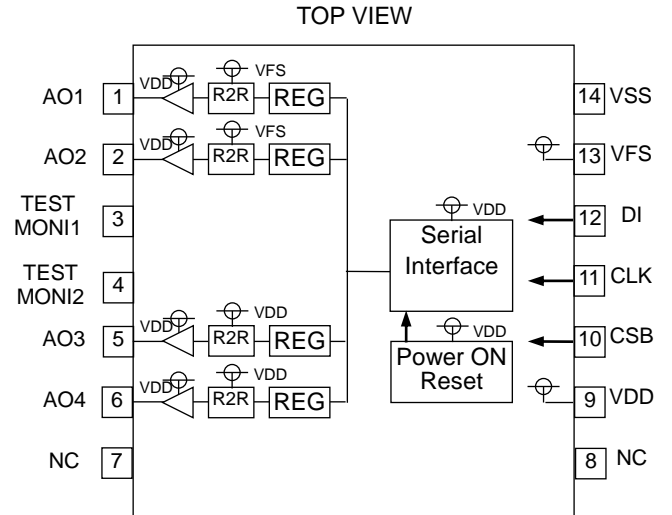 TOP VIEW
AO1 1 VDD R2R VFS REG 14 VSS
AO2 2 VDD R2R VFS REG 13 VFS
TEST
MONI1 3 12 DI
VDD
Serial
Interface
TEST
MONI2 4 11 CLK
AO3 5 VDD R2R VDD REG 10 CSB
VDD
Power ON
Reset
AO4 6 VDD R2R VDD REG 9 VDD
NC 7 8 NC